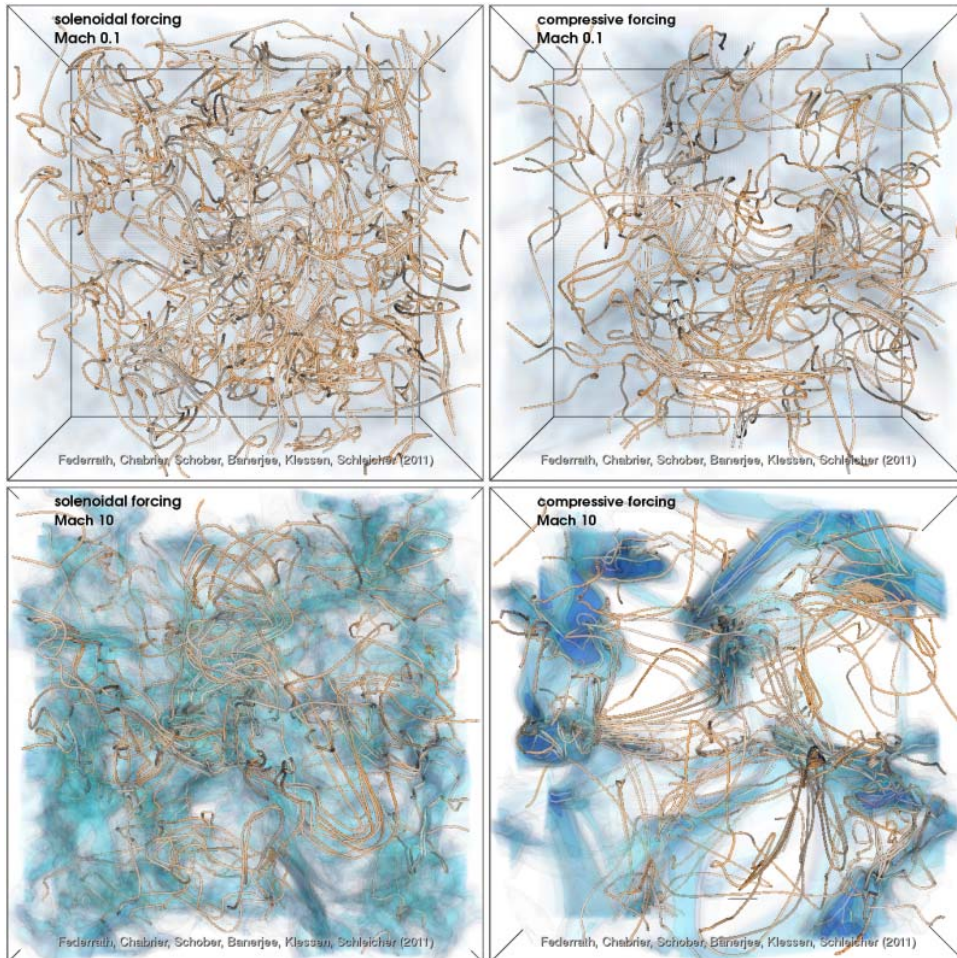 solenoidal forcing
Mach 0.1
Federrath, Chabrier, Schober, Banerjee, Klessen, Schleicher (2011)
compressive forcing
Mach 0.1
Federrath, Chabrier, Schober, Banerjee, Klessen, Schleicher (2011)
solenoidal forcing
Mach 10
Federrath, Chabrier, Schober, Banerjee, Klessen, Schleicher (2011)
compressive forcing
Mach 10
Federrath, Chabrier, Schober, Banerjee, Klessen, Schleicher (2011)